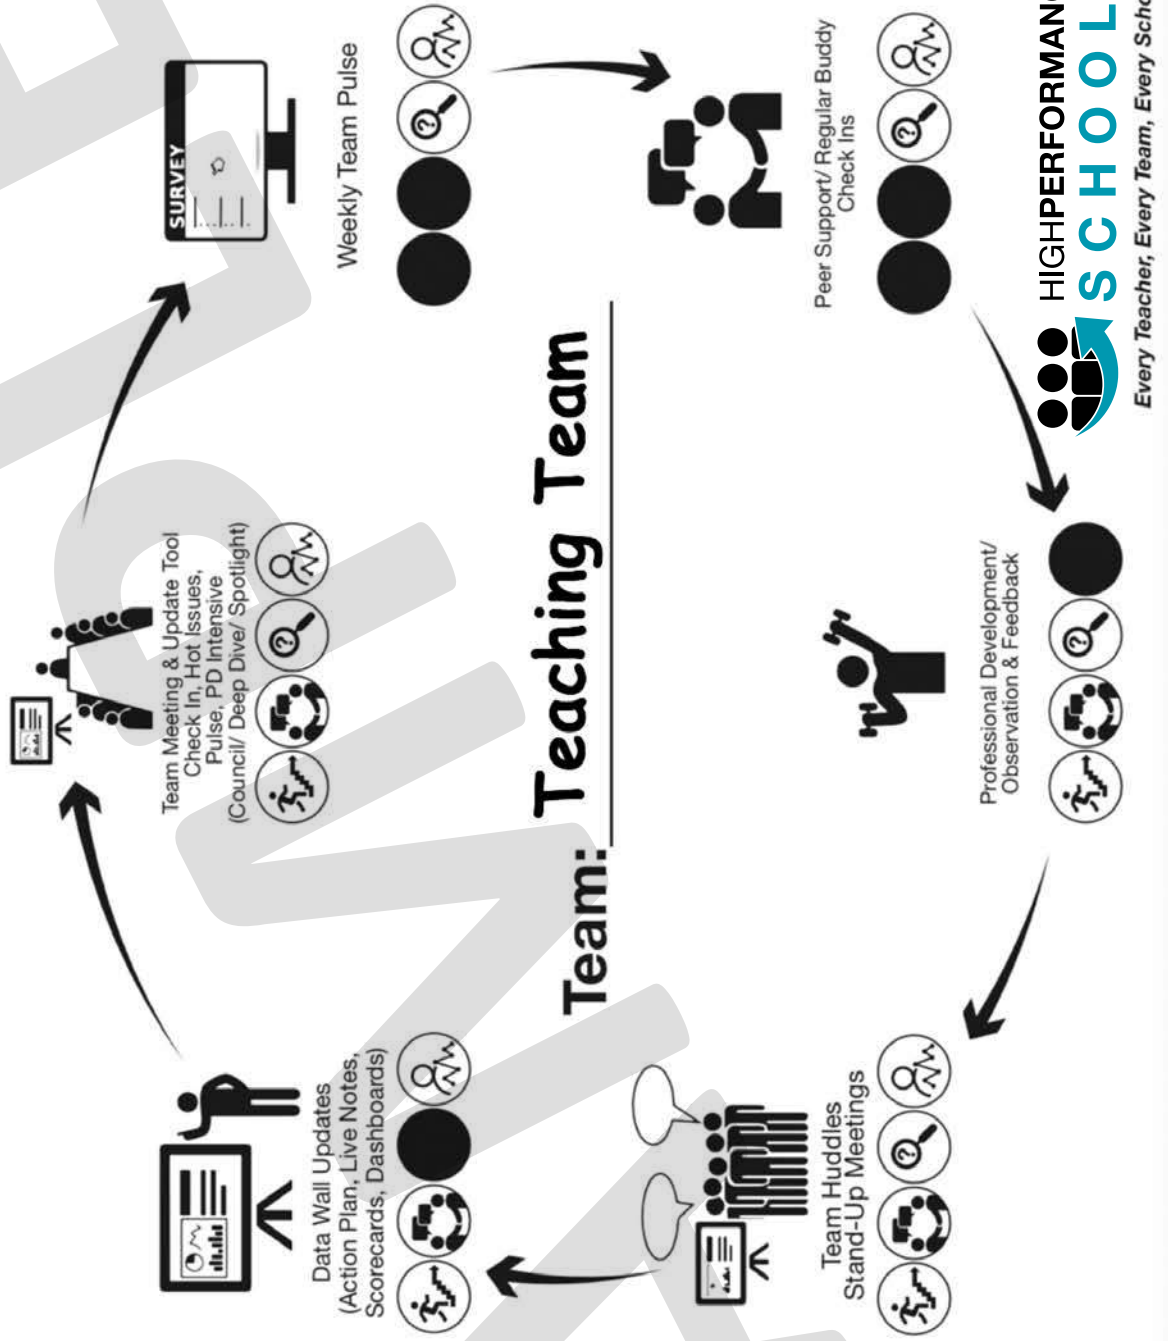 Team Meeting & Update Tool
Check In, Hot Issues,
Pulse, PD Intensive
(Council/ Deep Dive/ Spotlight)
SURVEY
Weekly Team Pulse
Data Wall Updates
(Action Plan, Live Notes,
Scorecards, Dashboards)
Team: Teaching Team
Peer Support/ Regular Buddy
Check Ins
Team Huddles
Stand-Up Meetings
Professional Development/
Observation & Feedback
HIGHPERFORMANC
SCHOOL
Every Teacher, Every Team, Every Scho